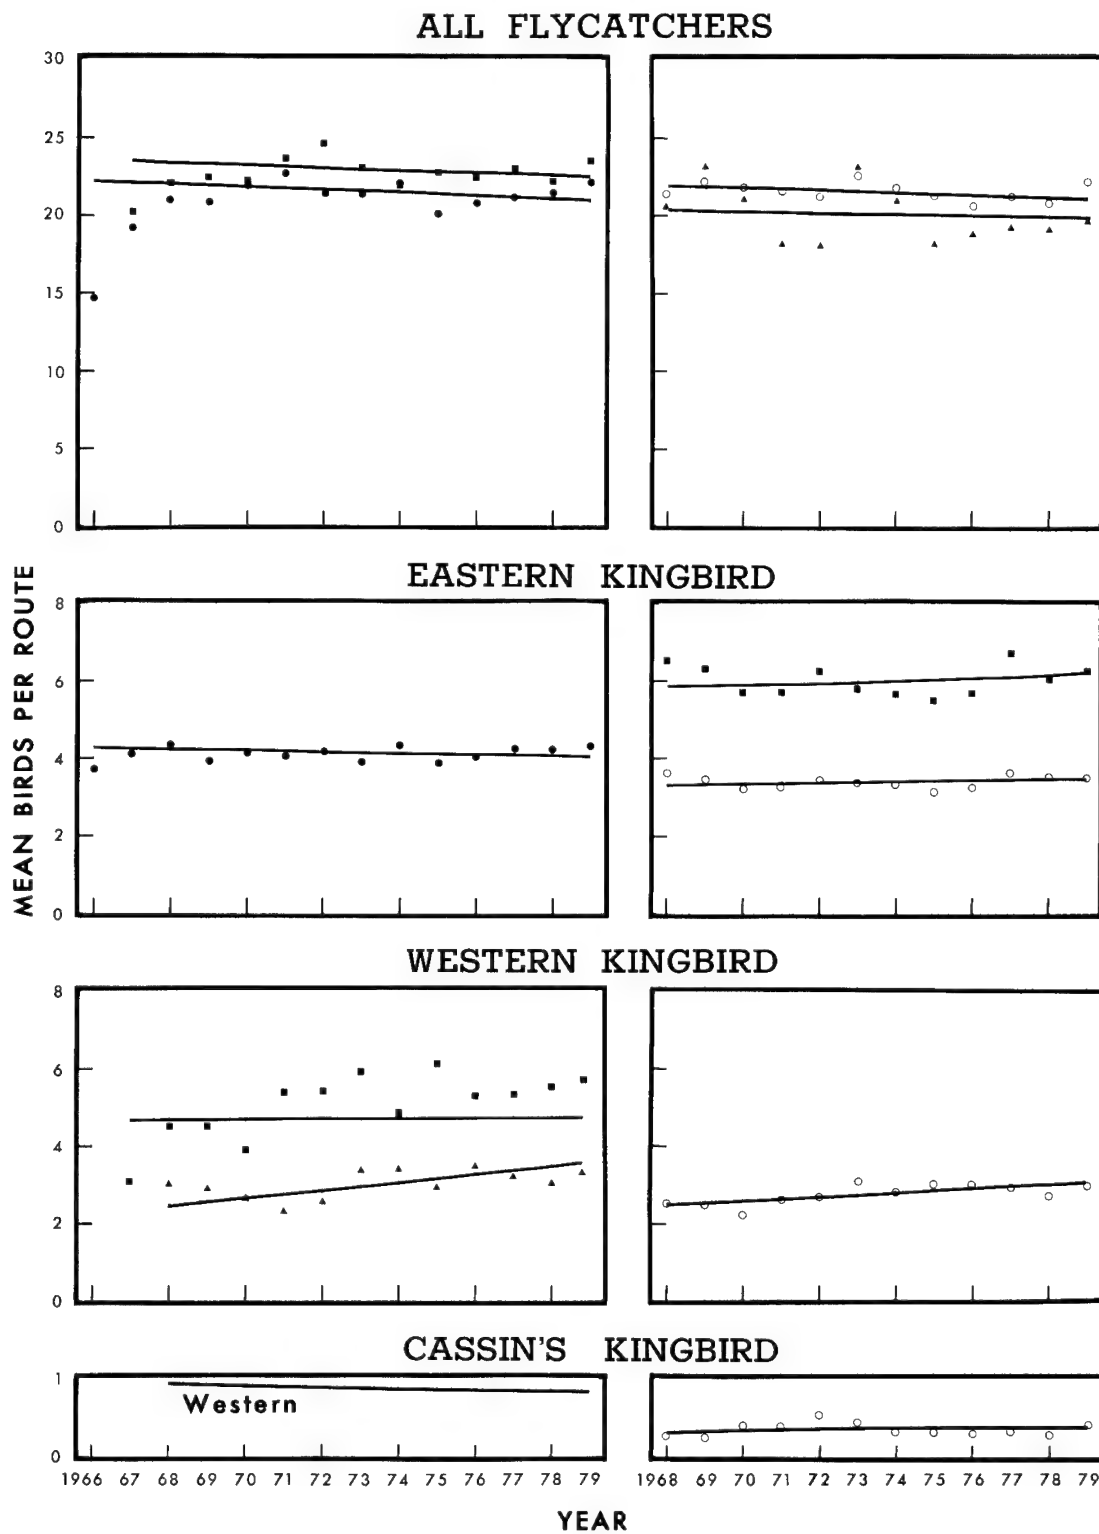 ALL FLYCATCHERS
30
25
20
15
10
5
0
EASTERN KINGBIRD
8
6
4
2
0
MEAN BIRDS PER ROUTE
WESTERN KINGBIRD
8
6
4
2
0
CASSIN'S KINGBIRD
1
Western
0
1966 67 68 69 70 71 72 73 74 75 76 77 78 79
1968 69 70 71 72 73 74 75 76 77 78 79
YEAR